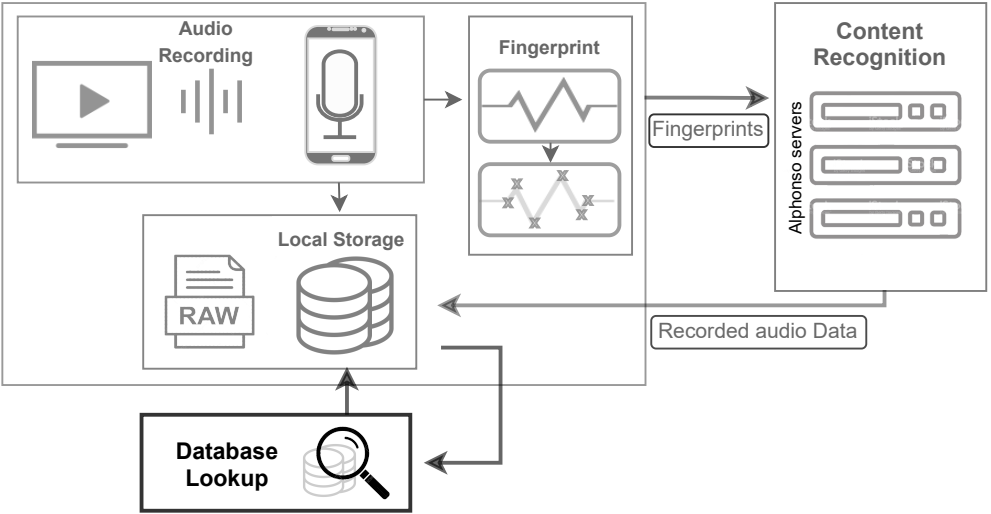 Audio
Recording
Fingerprint
Fingerprints
Content
Recognition
Alphonso servers
Local Storage
RAW
Recorded audio Data
Database
Lookup